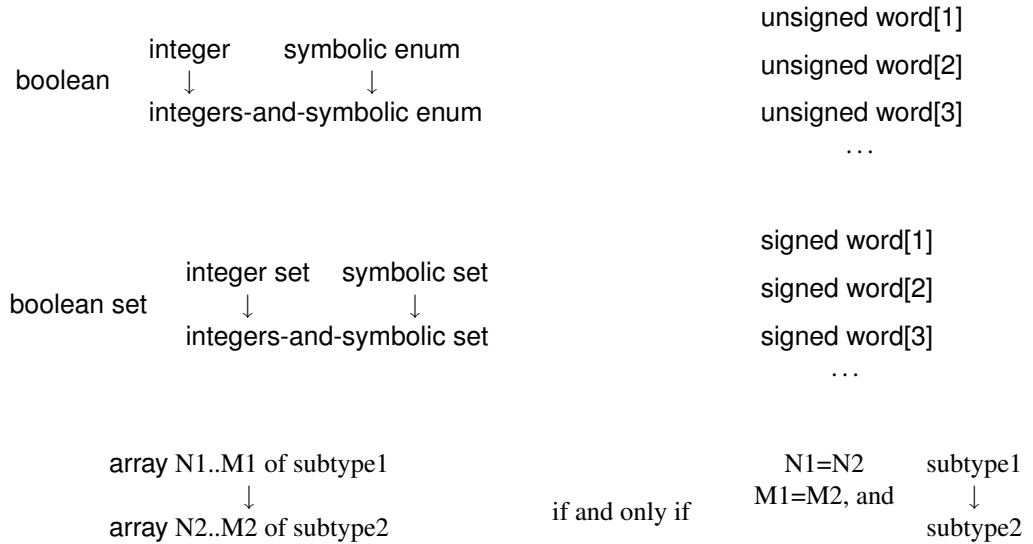 boolean
integer symbolic enum
↓ ↓
integers-and-symbolic enum
unsigned word[1]
unsigned word[2]
unsigned word[3]
...
boolean set
integer set symbolic set
↓ ↓
integers-and-symbolic set
signed word[1]
signed word[2]
signed word[3]
...
array N1..M1 of subtype1
↓
array N2..M2 of subtype2
if and only if
N1=N2
M1=M2, and
subtype1
↓
subtype2